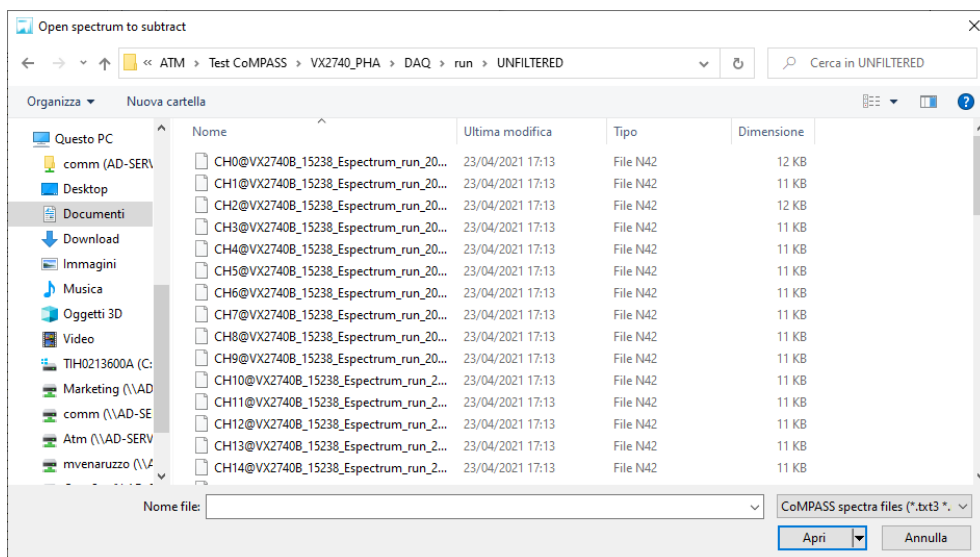 Open spectrum to subtract
« ATM > Test CoMPASS > VX2740_PHA > DAQ > run > UNFILTERED
Cerca in UNFILTERED
Organizza
Nuova cartella
Questo PC
comm (AD-SER\
Desktop
Documenti
Download
Immagini
Musica
Oggetti 3D
Video
TIH0213600A (C:
Marketing (\\AD
comm (\\AD-SE
Atm (\\AD-SERV
mvenaruzzo (\\A
Nome Ultima modifica Tipo Dimensione
CH0@VX2740B_15238_Espectrum_run_20... 23/04/2021 17:13 File N42 12 KB
CH1@VX2740B_15238_Espectrum_run_20... 23/04/2021 17:13 File N42 11 KB
CH2@VX2740B_15238_Espectrum_run_20... 23/04/2021 17:13 File N42 12 KB
CH3@VX2740B_15238_Espectrum_run_20... 23/04/2021 17:13 File N42 11 KB
CH4@VX2740B_15238_Espectrum_run_20... 23/04/2021 17:13 File N42 11 KB
CH5@VX2740B_15238_Espectrum_run_20... 23/04/2021 17:13 File N42 11 KB
CH6@VX2740B_15238_Espectrum_run_20... 23/04/2021 17:13 File N42 11 KB
CH7@VX2740B_15238_Espectrum_run_20... 23/04/2021 17:13 File N42 11 KB
CH8@VX2740B_15238_Espectrum_run_20... 23/04/2021 17:13 File N42 11 KB
CH9@VX2740B_15238_Espectrum_run_20... 23/04/2021 17:13 File N42 11 KB
CH10@VX2740B_15238_Espectrum_run_2... 23/04/2021 17:13 File N42 11 KB
CH11@VX2740B_15238_Espectrum_run_2... 23/04/2021 17:13 File N42 11 KB
CH12@VX2740B_15238_Espectrum_run_2... 23/04/2021 17:13 File N42 11 KB
CH13@VX2740B_15238_Espectrum_run_2... 23/04/2021 17:13 File N42 11 KB
CH14@VX2740B_15238_Espectrum_run_2... 23/04/2021 17:13 File N42 11 KB
Nome file:
CoMPASS spectra files (*.txt3 *.
Apri
Annulla